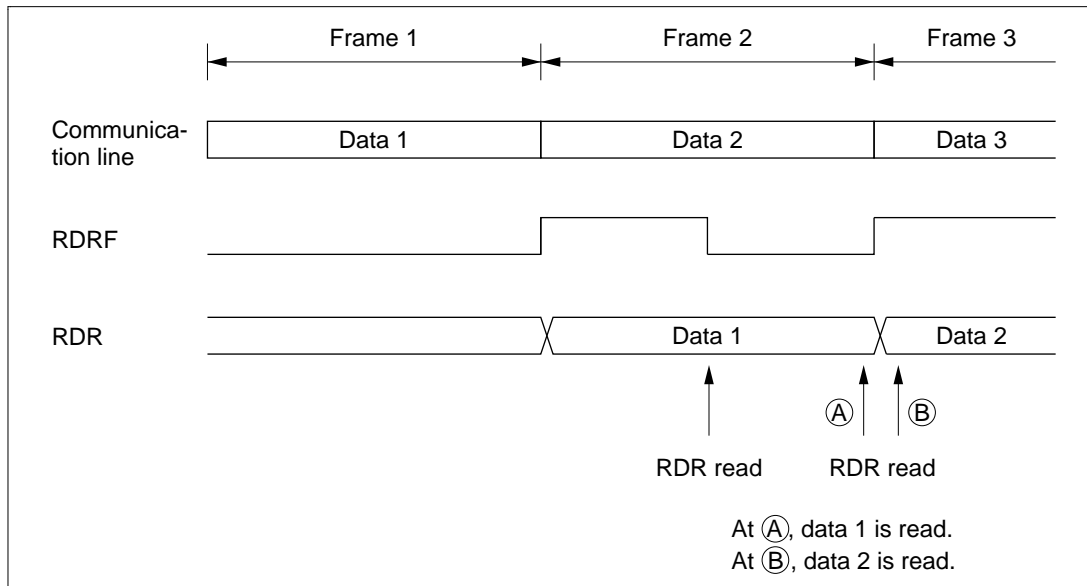 Frame 1 Frame 2 Frame 3
Communica-
tion line
Data 1 Data 2 Data 3
RDRF
RDR
Data 1 Data 2
A B
RDR read RDR read
At A, data 1 is read.
At B, data 2 is read.